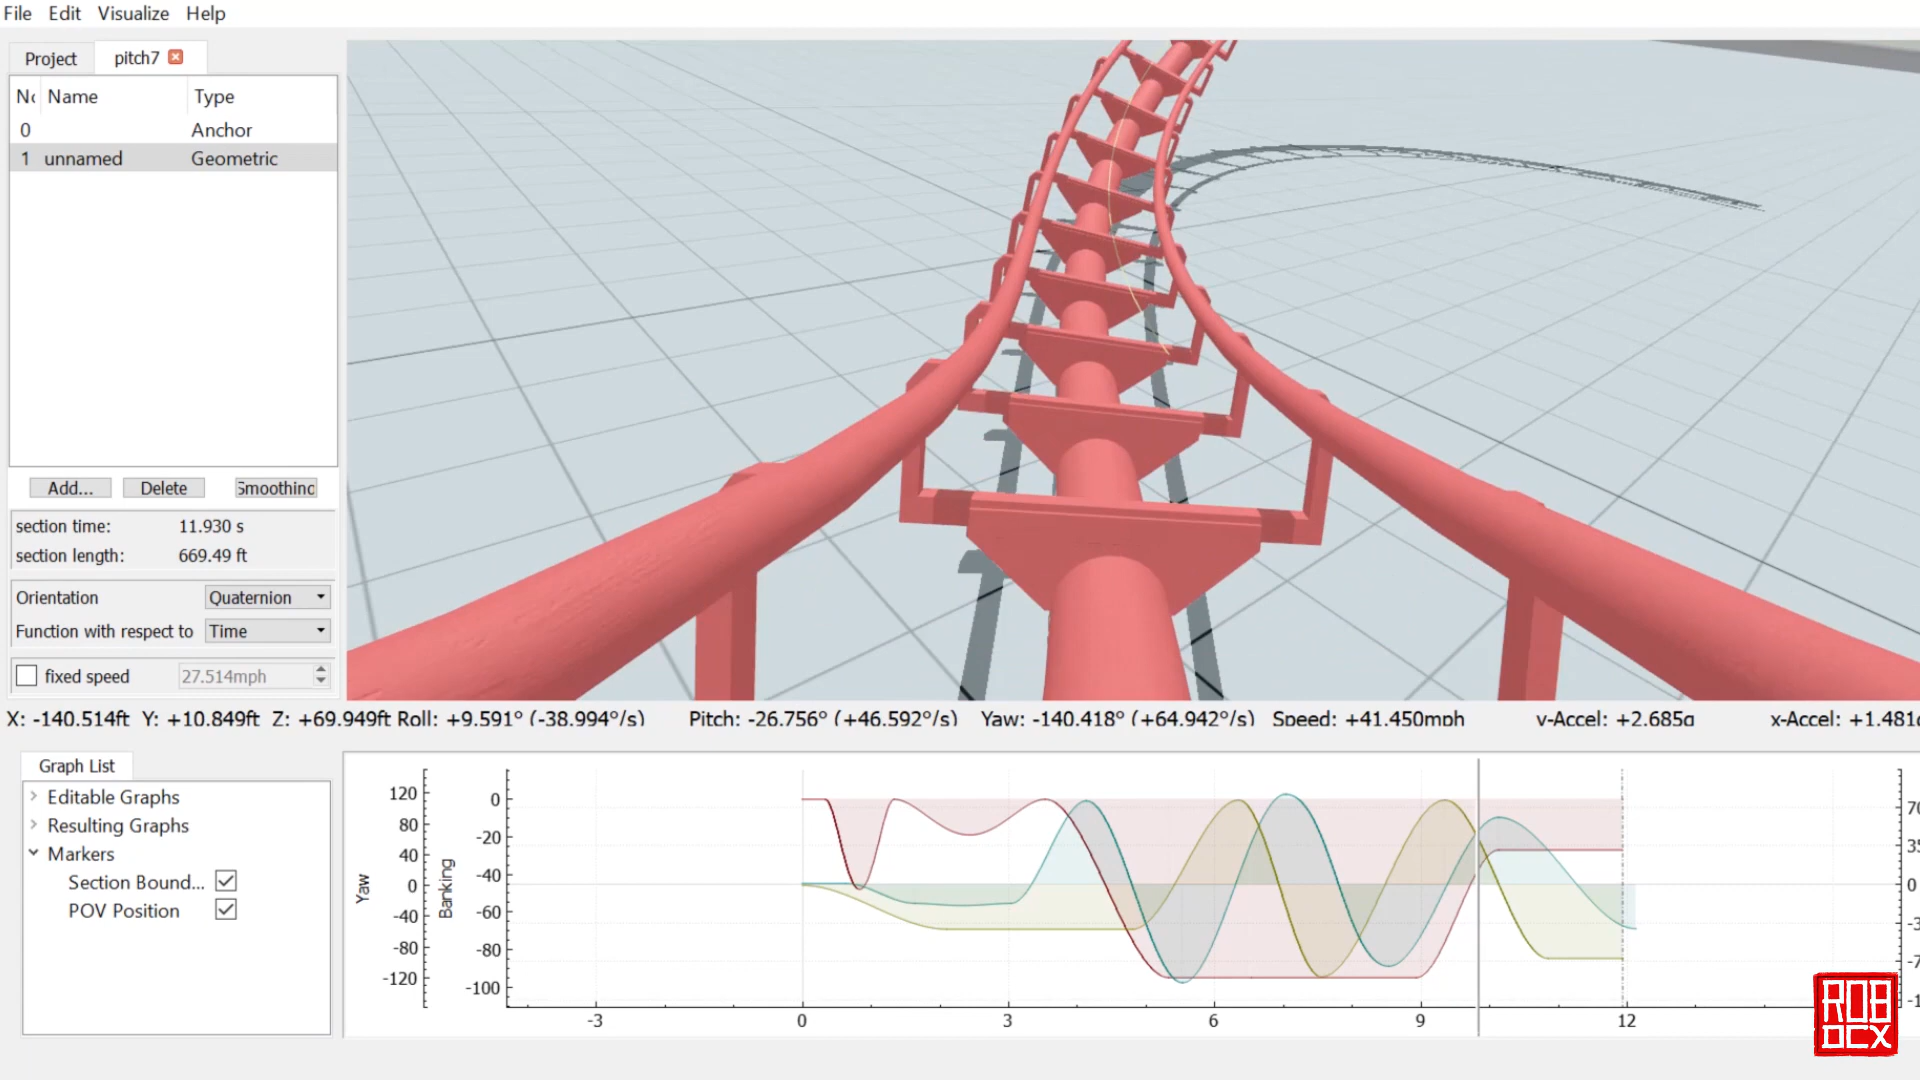 File Edit Visualize Help
Project pitch7
Name Type
0 Anchor
1 unnamed Geometric
Add... Delete Smoothing
section time: 11.930 s
section length: 669.49 ft
Orientation Quaternion
Function with respect to Time
fixed speed 27.514mph
X: -140.514ft Y: +10.849ft Z: +69.949ft Roll: +9.591° (-38.994°/s) Pitch: -26.756° (+46.592°/s) Yaw: -140.418° (+64.942°/s) Speed: +41.450mph y-Accel: +2.685g x-Accel: +1.481g
Graph List
Editable Graphs
Resulting Graphs
Markers
Section Bound...
POV Position
Yaw
120
80
40
0
-40
-80
-120
Banking
0
-20
-40
-60
-80
-100
-3 0 3 6 9 12
70
35
0
ROB
DCX